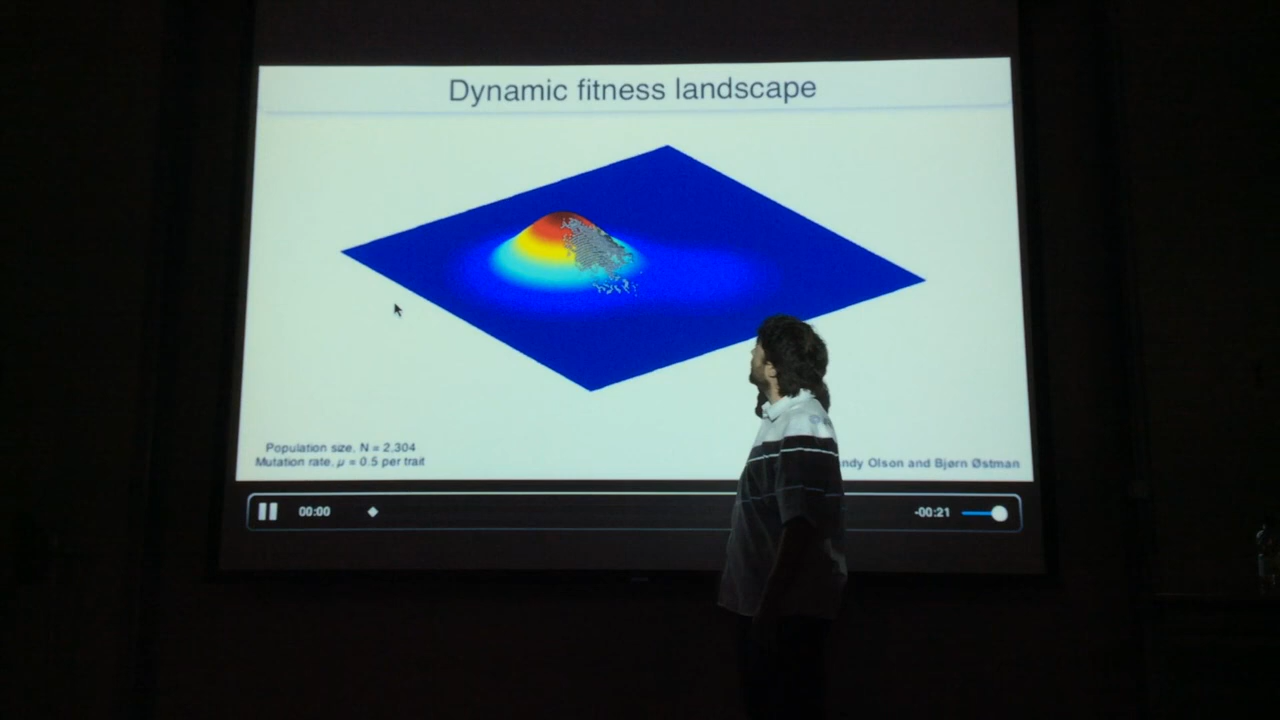 Dynamic fitness landscape
Population size, N = 2,304
Mutation rate, μ = 0.5 per trait
Olson and Bjørn Østman
00:00
-00:21